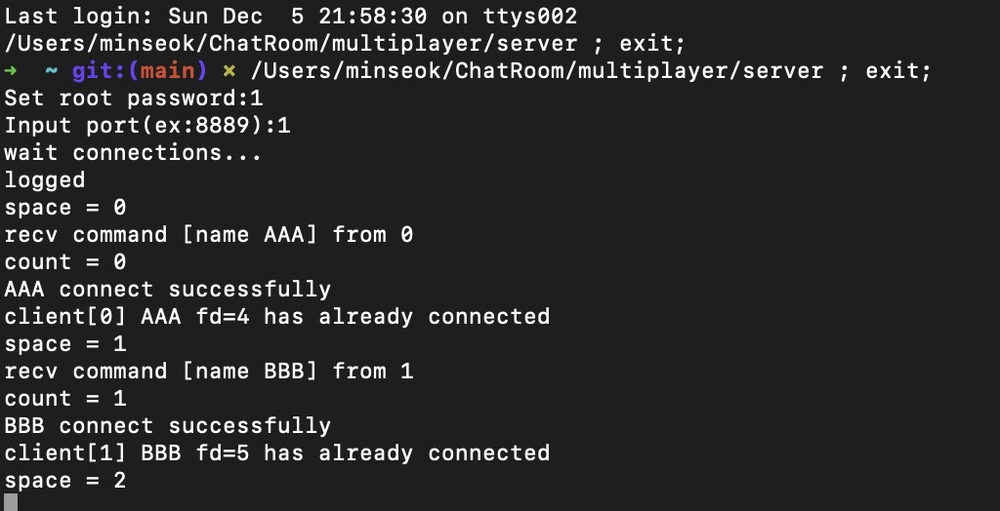 Last login: Sun Dec  5 21:58:30 on ttys002
/Users/minseok/ChatRoom/multiplayer/server ; exit;
➜  ~ git:(main) ✗ /Users/minseok/ChatRoom/multiplayer/server ; exit;
Set root password:1
Input port(ex:8889):1
wait connections...
logged
space = 0
recv command [name AAA] from 0
count = 0
AAA connect successfully
client[0] AAA fd=4 has already connected
space = 1
recv command [name BBB] from 1
count = 1
BBB connect successfully
client[1] BBB fd=5 has already connected
space = 2